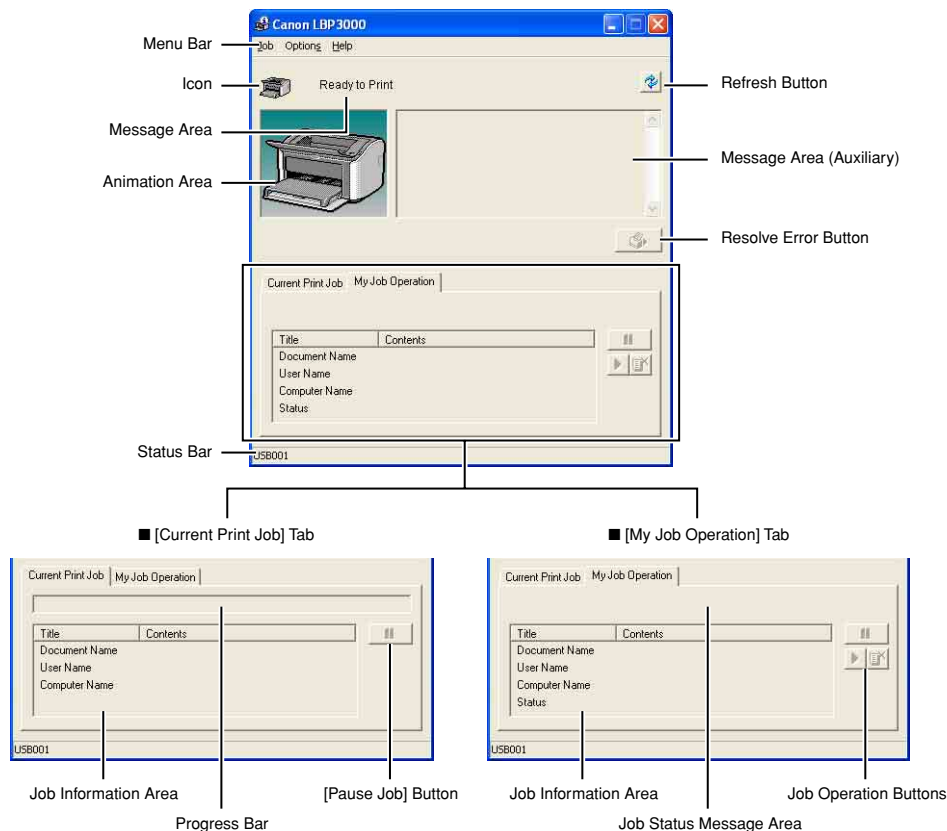 Canon LBP3000
Job Options Help
Menu Bar
Icon
Ready to Print
Refresh Button
Message Area
Message Area (Auxiliary)
Animation Area
Resolve Error Button
Current Print Job My Job Operation
Title Contents
Document Name
User Name
Computer Name
Status
Status Bar
USB001
■ [Current Print Job] Tab
■ [My Job Operation] Tab
Current Print Job My Job Operation
Title Contents
Document Name
User Name
Computer Name
USB001
Job Information Area
[Pause Job] Button
Progress Bar
Current Print Job My Job Operation
Title Contents
Document Name
User Name
Computer Name
Status
USB001
Job Information Area
Job Operation Buttons
Job Status Message Area